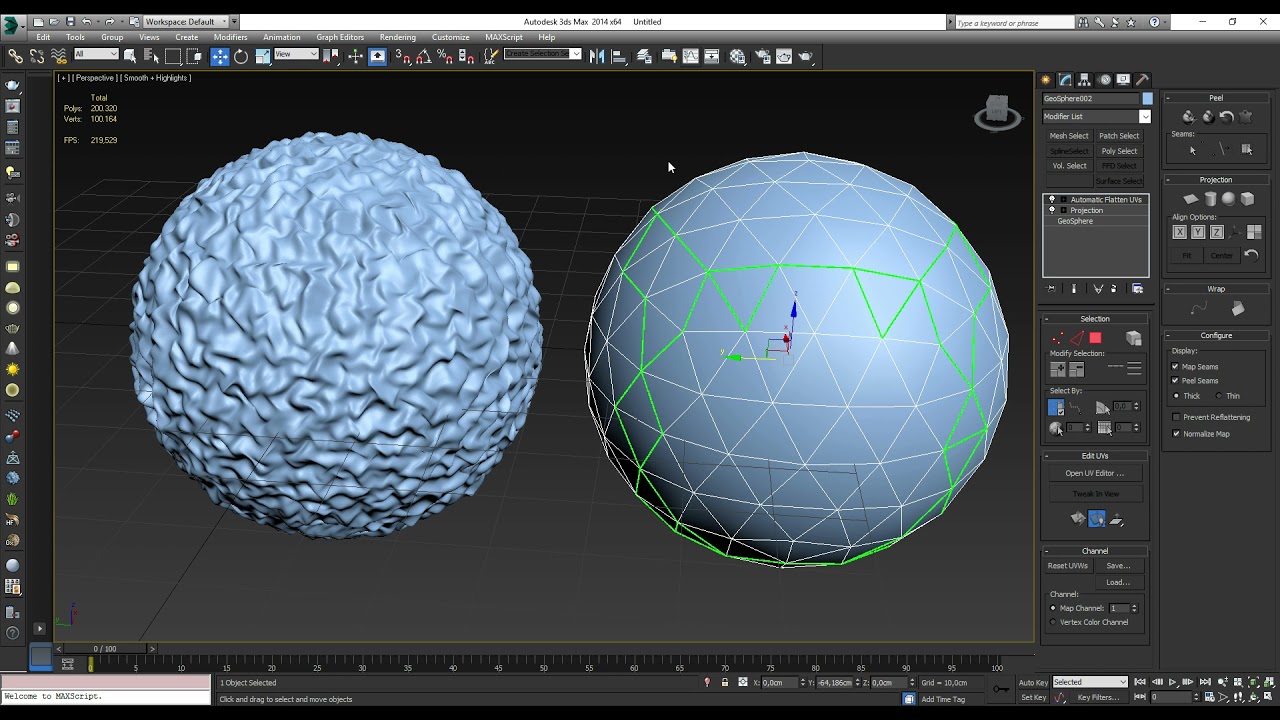 Workspace: Default
Autodesk 3ds Max 2014 x64 Untitled
Type a keyword or phrase
Edit Tools Group Views Create Modifiers Animation Graph Editors Rendering Customize MAXScript Help
All
View
Create Selection Se
[ + ] [ Perspective ] [ Smooth + Highlights ]
Total
Polys: 200.320
Verts: 100.164
FPS: 219,529
z
x
y
GeoSphere002
Modifier List
Mesh Select Patch Select
SplineSelect Poly Select
Vol. Select FFD Select
Surface Select
Automatic Flatten UVs
Projection
GeoSphere
Selection
Modify Selection:
Select By:
0,0
0 0
Edit UVs
Open UV Editor ...
Tweak In View
Channel
Reset UVWs Save...
Load...
Channel:
Map Channel: 1
Vertex Color Channel
Peel
Seams:
Projection
Align Options:
X Y Z
Fit Center
Wrap
Configure
Display:
Map Seams
Peel Seams
Thick Thin
Prevent Reflattening
Normalize Map
0 / 100
0 5 10 15 20 25 30 35 40 45 50 55 60 65 70 75 80 85 90 95 100
1 Object Selected
X: 0,0cm Y: -64,186cm Z: 0,0cm Grid = 10,0cm
Auto Key Selected
Welcome to MAXScript.
Click and drag to select and move objects
Add Time Tag
Set Key Key Filters... 0